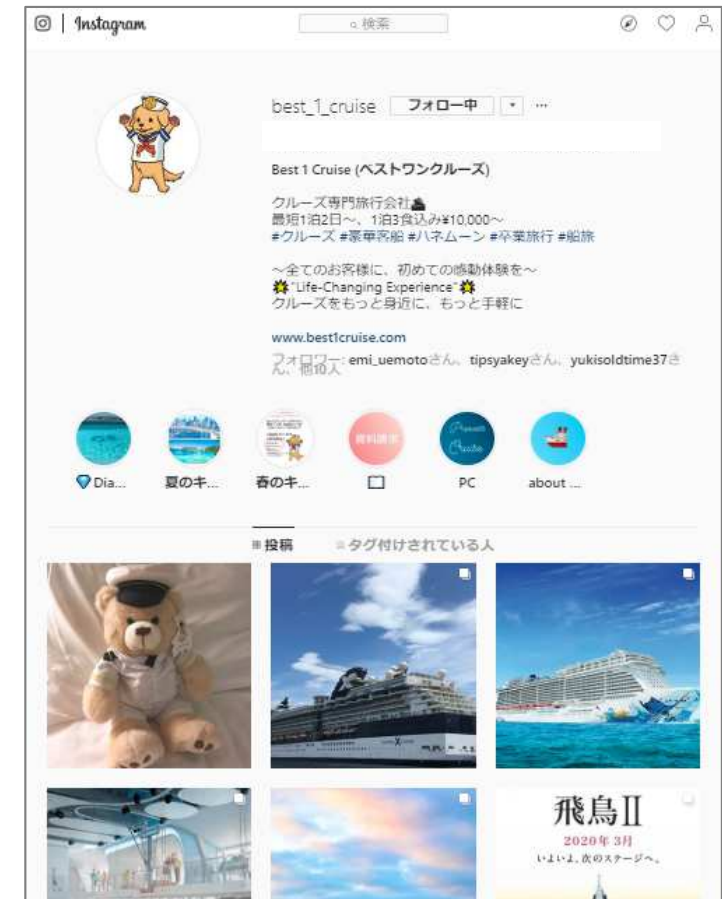 Instagram
検索
best_1_cruise フォロー中 ...
Best 1 Cruise (ベストワンクルーズ)
クルーズ専門旅行会社🛳
最短1泊2日～、1泊3食込み¥10,000～
#クルーズ #豪華客船 #ハネムーン #卒業旅行 #船旅
～全てのお客様に、初めての感動体験を～
"Life-Changing Experience"
クルーズをもっと身近に、もっと手軽に
www.best1cruise.com
フォロワー: emi_uemotoさん、tipsyakeyさん、yukisoldtime37さ
ん、他10人
資料請求
Dia... 夏のキ... 春のキ... PC about ...
投稿 タグ付けされている人
X
飛鳥II
2020年3月
いよいよ、次のステージへ。